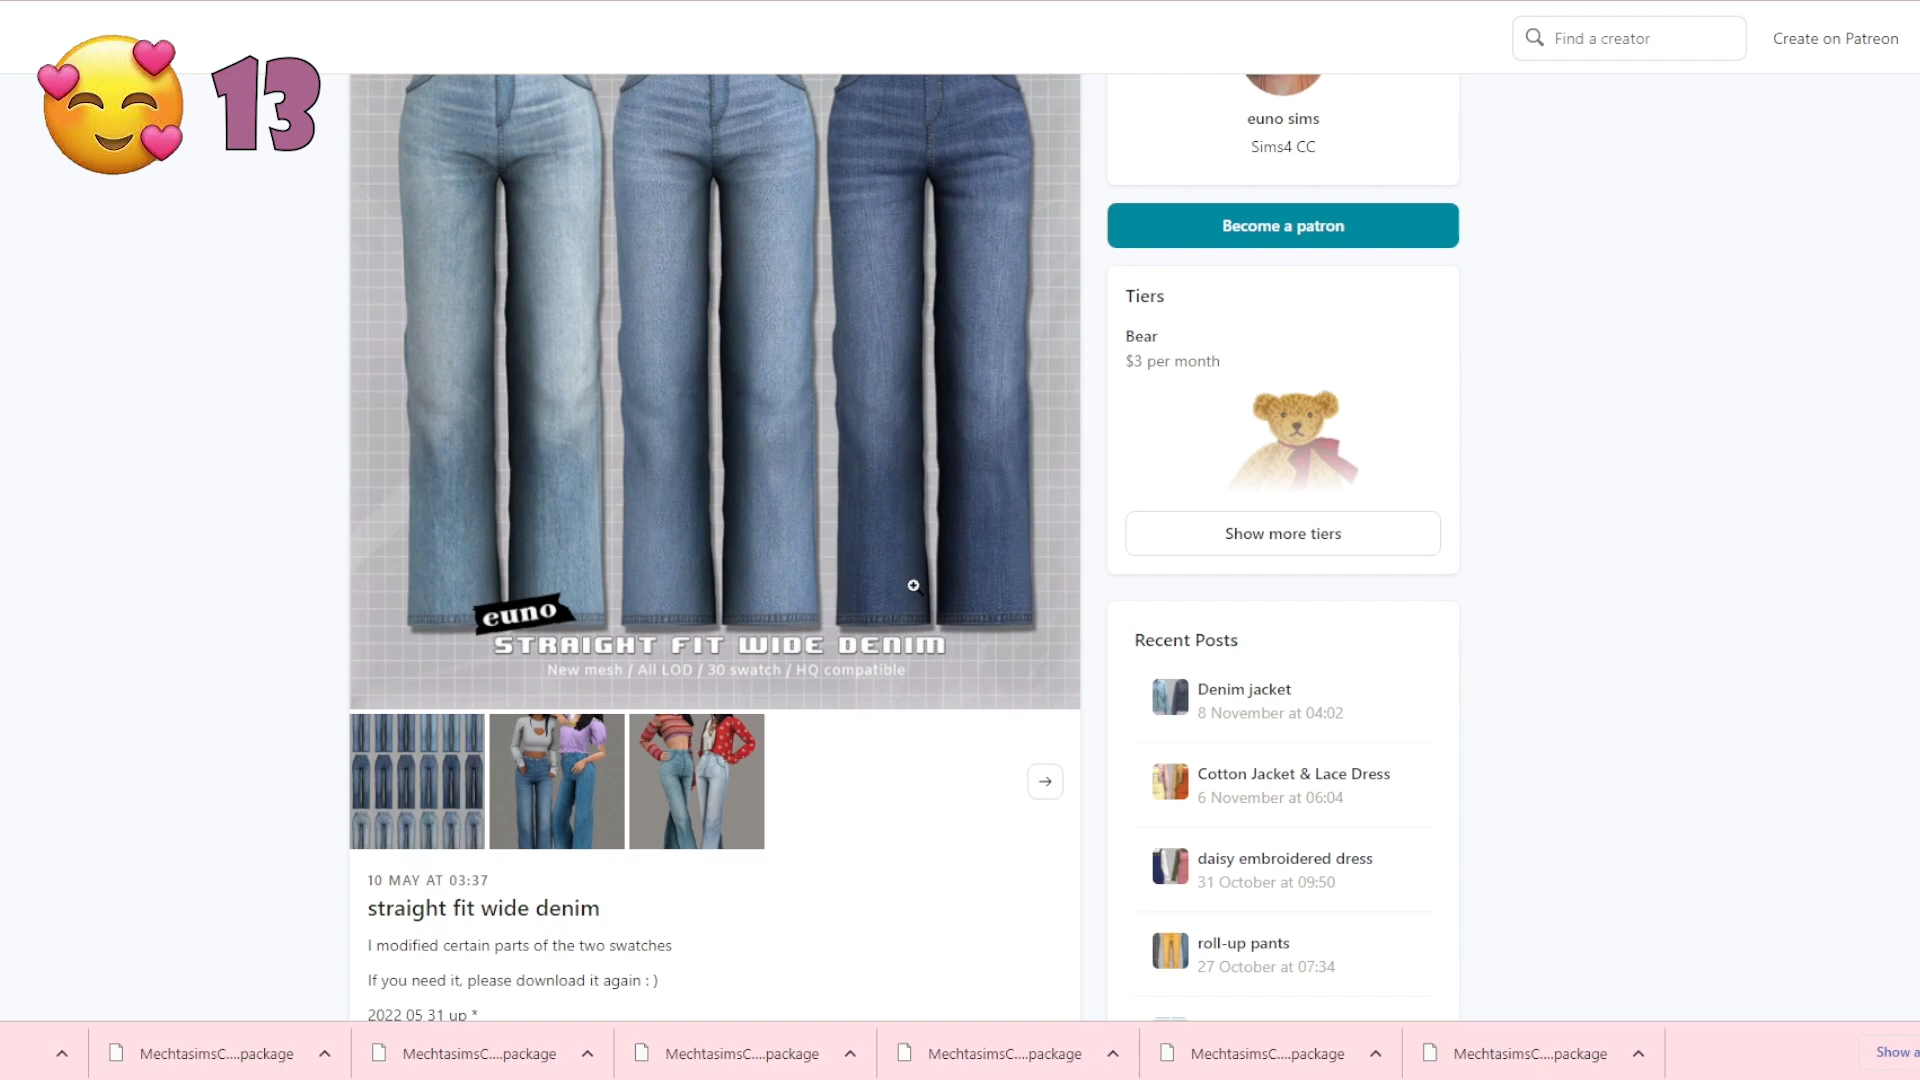 Find a creator
Create on Patreon
13
euno sims
Sims4 CC
Become a patron
Tiers
Bear
$3 per month
Show more tiers
euno
STRAIGHT FIT WIDE DENIM
New mesh / All LOD / 30 swatch / HQ compatible
Recent Posts
Denim jacket
8 November at 04:02
Cotton Jacket & Lace Dress
6 November at 06:04
daisy embroidered dress
31 October at 09:50
roll-up pants
27 October at 07:34
10 MAY AT 03:37
straight fit wide denim
I modified certain parts of the two swatches
If you need it, please download it again : )
2022 05 31 up *
MechtasimsC....package
MechtasimsC....package
MechtasimsC....package
MechtasimsC....package
MechtasimsC....package
MechtasimsC....package
Show a